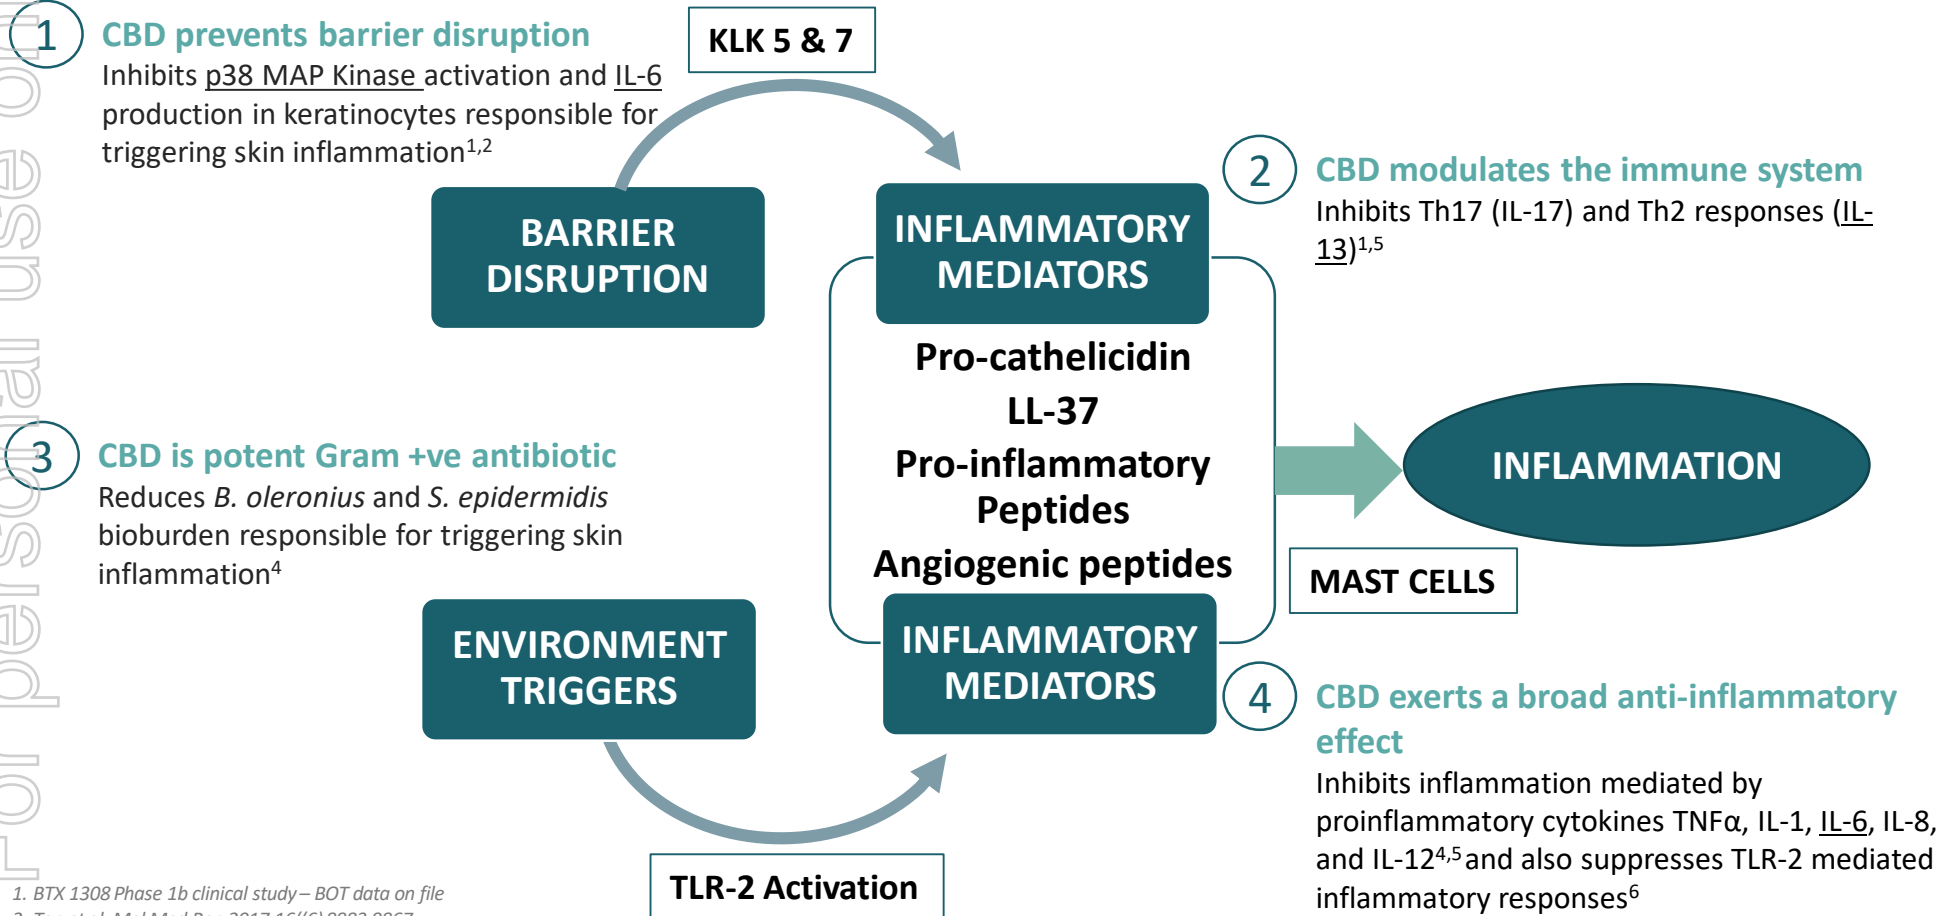 For personal use only
1
CBD prevents barrier disruption
Inhibits p38 MAP Kinase activation and IL-6
production in keratinocytes responsible for
triggering skin inflammation1,2
KLK 5 & 7
BARRIER
DISRUPTION
INFLAMMATORY
MEDIATORS
2
CBD modulates the immune system
Inhibits Th17 (IL-17) and Th2 responses (IL-
13)1,5
Pro-cathelicidin
LL-37
Pro-inflammatory
Peptides
Angiogenic peptides
INFLAMMATION
MAST CELLS
3
CBD is potent Gram +ve antibiotic
Reduces B. oleronius and S. epidermidis
bioburden responsible for triggering skin
inflammation4
ENVIRONMENT
TRIGGERS
INFLAMMATORY
MEDIATORS
4
CBD exerts a broad anti-inflammatory
effect
Inhibits inflammation mediated by
proinflammatory cytokines TNFα, IL-1, IL-6, IL-8,
and IL-124,5 and also suppresses TLR-2 mediated
inflammatory responses6
TLR-2 Activation
1. BTX 1308 Phase 1b clinical study – BOT data on file